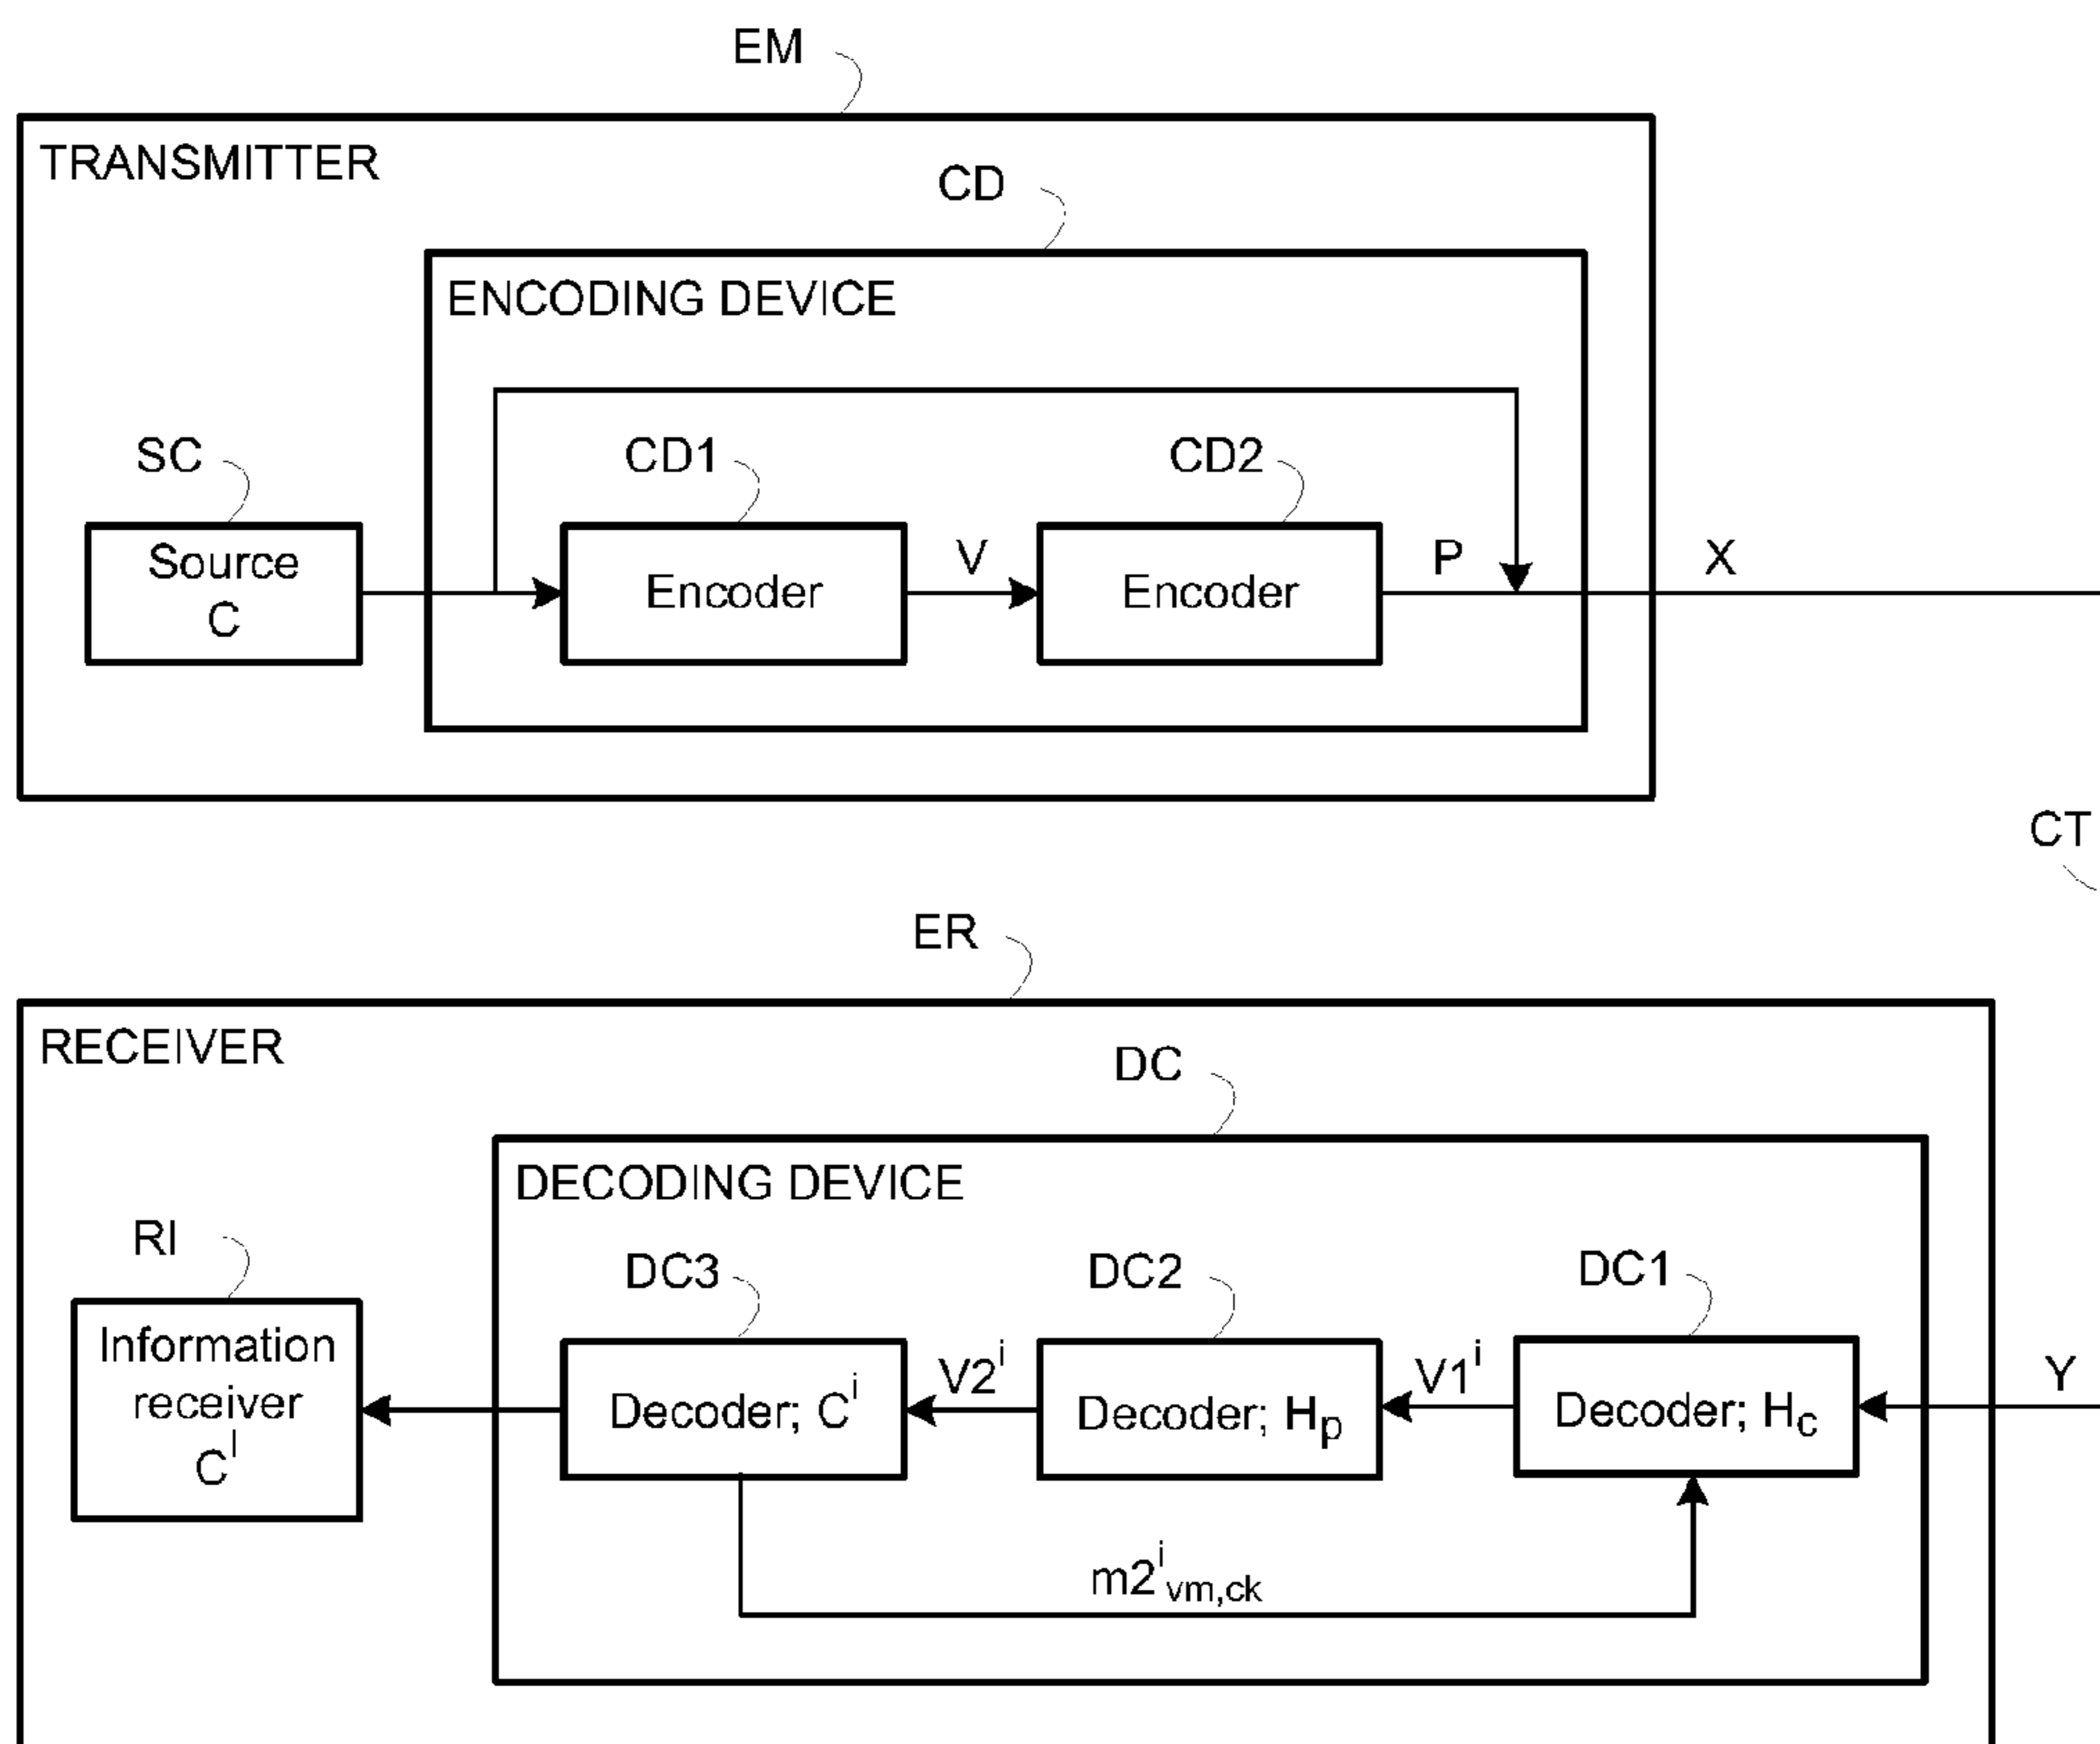 EM
TRANSMITTER
CD
ENCODING DEVICE
SC
CD1
CD2
Source
C
Encoder
V
Encoder
P
X
CT
ER
RECEIVER
DC
DECODING DEVICE
RI
DC3
DC2
DC1
Information
receiver
C^I
Decoder; C^i
V2^i
Decoder; H_p
V1^i
Decoder; H_c
Y
m2^i_vm,ck